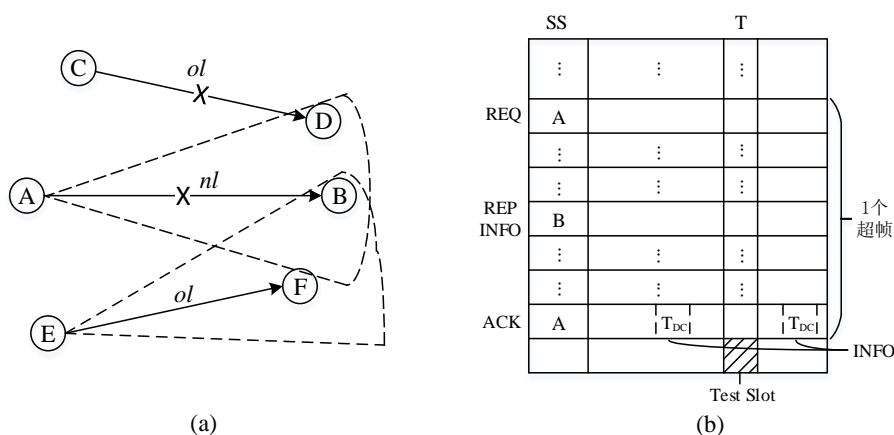 C
ol
X
D
A
X
nl
B
ol
F
E
(a)
SS T
⋮ ⋮ ⋮
REQ A
⋮ ⋮ ⋮
⋮ ⋮ ⋮
REP
INFO B
⋮ ⋮ ⋮
⋮ ⋮ ⋮
ACK A TDC TDC
1个
超帧
INFO
Test Slot
(b)